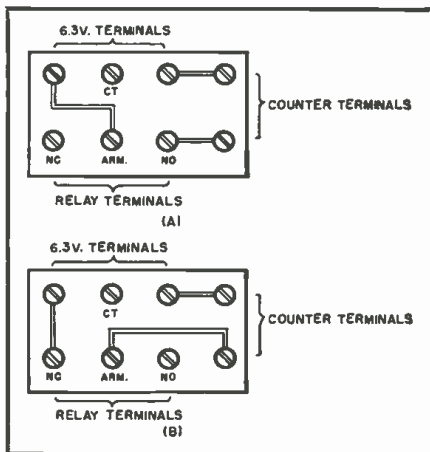 6.3V. TERMINALS
CT
COUNTER TERMINALS
NC ARM. NO
RELAY TERMINALS
(A)
6.3V. TERMINALS
CT
COUNTER TERMINALS
NC ARM. NO
RELAY TERMINALS
(B)